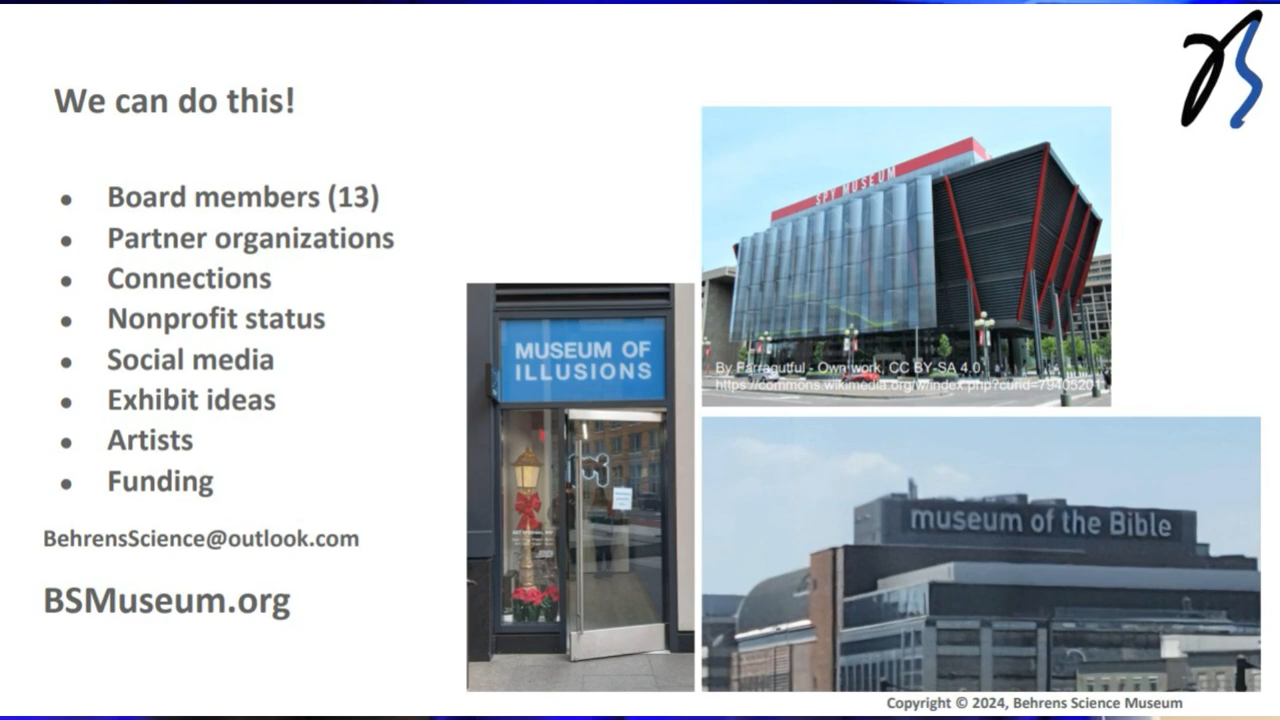 We can do this!
Board members (13)
Partner organizations
Connections
Nonprofit status
Social media
Exhibit ideas
Artists
Funding
BehrensScience@outlook.com
BSMuseum.org
MUSEUM OF
ILLUSIONS
SPY MUSEUM
By Farragutful - Own work, CC BY-SA 4.0,
https://commons.wikimedia.org/w/index.php?curid=79405201
museum of the Bible
Copyright © 2024, Behrens Science Museum